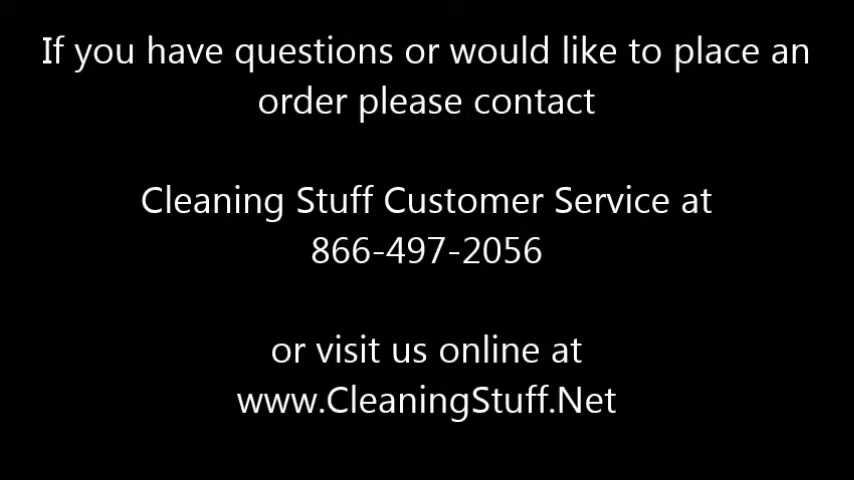 If you have questions or would like to place an
order please contact
Cleaning Stuff Customer Service at
866-497-2056
or visit us online at
www.CleaningStuff.Net